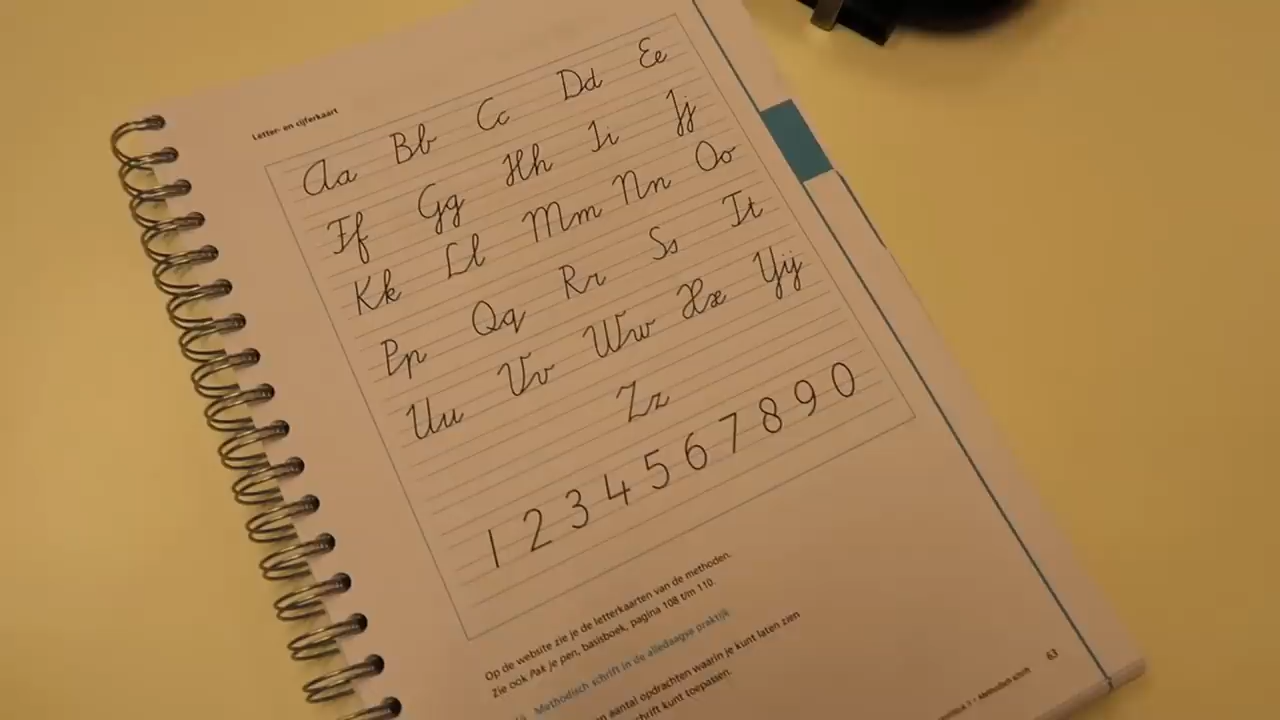 Letter- en cijferkaart
Aa Bb Cc Dd Ee
Ff Gg Hh Ii Jj
Kk Ll Mm Nn Oo
Pp Qq Rr Ss Tt
Uu Vv Ww Xx Yij
Zz
1 2 3 4 5 6 7 8 9 0
Op de website zie je de letterkaarten van de methoden.
Zie ook Pak je pen, basisboek, pagina 108 t/m 110.
Methodisch schrift in de alledaagse praktijk
aantal opdrachten waarin je kunt laten zien
schrift kunt toepassen.
• Methodisch schrift 63